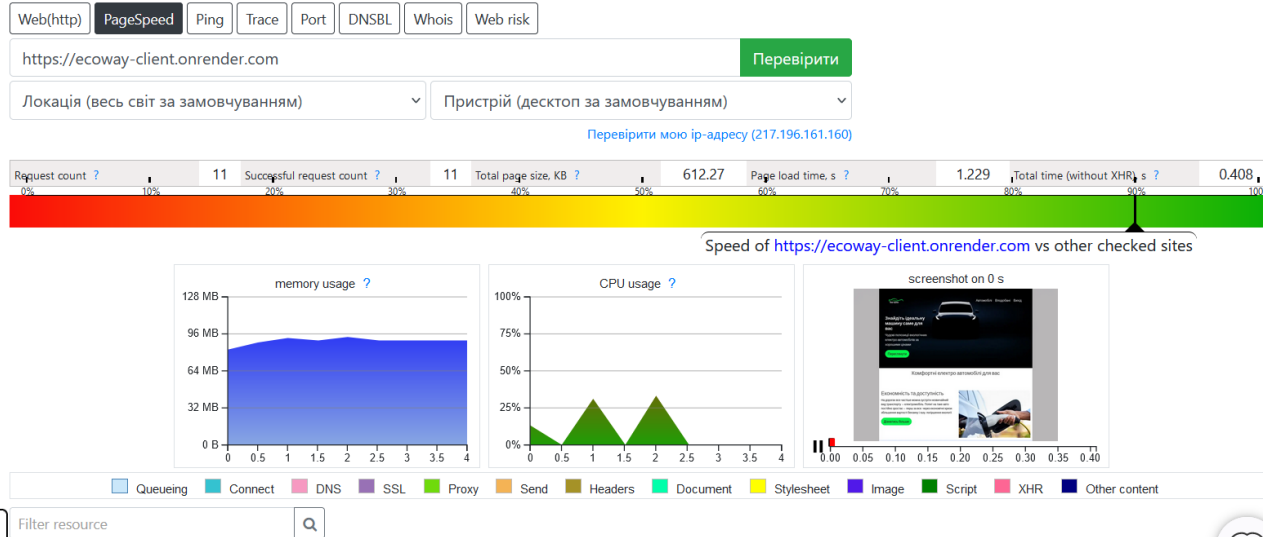 Web(http) PageSpeed Ping Trace Port DNSBL Whois Web risk
https://ecoway-client.onrender.com Перевірити
Локація (весь світ за замовчуванням) Пристрій (десктоп за замовчуванням)
Перевірити мою ip-адресу (217.196.161.160)
Request count ? 11 Successful request count ? 11 Total page size, KB ? 612.27 Page load time, s ? 1.229 Total time (without XHR), s ? 0.408
0% 10% 20% 30% 40% 50% 60% 70% 80% 90% 100
Speed of https://ecoway-client.onrender.com vs other checked sites
memory usage ?
128 MB
96 MB
64 MB
32 MB
0 B
0 0.5 1 1.5 2 2.5 3 3.5 4
CPU usage ?
100%
75%
50%
25%
0%
0 0.5 1 1.5 2 2.5 3 3.5 4
screenshot on 0 s
Знайдіть ідеальну
машину саме для
вас
Комфортні електро автомобілі для вас
Економність та доступність
0.00 0.05 0.10 0.15 0.20 0.25 0.30 0.35 0.40
Queueing Connect DNS SSL Proxy Send Headers Document Stylesheet Image Script XHR Other content
Filter resource